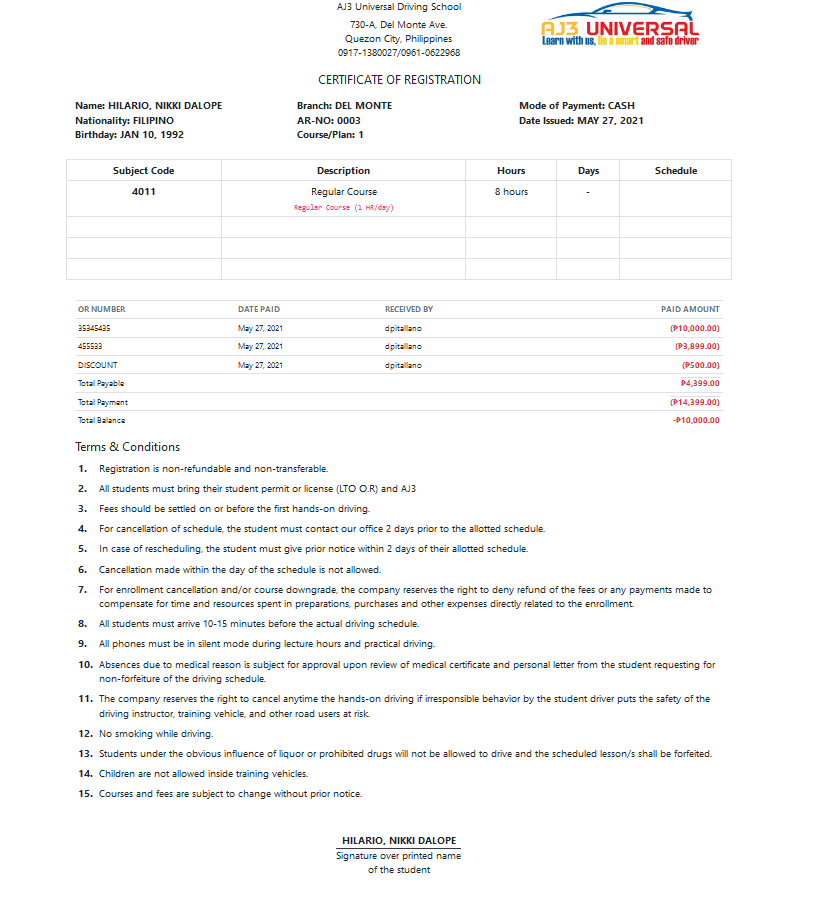 AJ3 Universal Driving School
730-A, Del Monte Ave.
Quezon City, Philippines
0917-1380027/0961-0622968
AJ3 UNIVERSAL
Learn with us, Be a smart and safe driver
CERTIFICATE OF REGISTRATION
Name: HILARIO, NIKKI DALOPE Branch: DEL MONTE Mode of Payment: CASH
Nationality: FILIPINO AR-NO: 0003 Date Issued: MAY 27, 2021
Birthday: JAN 10, 1992 Course/Plan: 1
Subject Code Description Hours Days Schedule
4011 Regular Course 8 hours -
Regular Course (1 HR/day)
OR NUMBER DATE PAID RECEIVED BY PAID AMOUNT
35345435 May 27, 2021 dpitallano (₱10,000.00)
455533 May 27, 2021 dpitallano (₱3,899.00)
DISCOUNT May 27, 2021 dpitallano (₱500.00)
Total Payable ₱4,399.00
Total Payment (₱14,399.00)
Total Balance -₱10,000.00
Terms & Conditions
1. Registration is non-refundable and non-transferable.
2. All students must bring their student permit or license (LTO O.R) and AJ3
3. Fees should be settled on or before the first hands-on driving.
4. For cancellation of schedule, the student must contact our office 2 days prior to the allotted schedule.
5. In case of rescheduling, the student must give prior notice within 2 days of their allotted schedule.
6. Cancellation made within the day of the schedule is not allowed.
7. For enrollment cancellation and/or course downgrade, the company reserves the right to deny refund of the fees or any payments made to
compensate for time and resources spent in preparations, purchases and other expenses directly related to the enrollment.
8. All students must arrive 10-15 minutes before the actual driving schedule.
9. All phones must be in silent mode during lecture hours and practical driving.
10. Absences due to medical reason is subject for approval upon review of medical certificate and personal letter from the student requesting for
non-forfeiture of the driving schedule.
11. The company reserves the right to cancel anytime the hands-on driving if irresponsible behavior by the student driver puts the safety of the
driving instructor, training vehicle, and other road users at risk.
12. No smoking while driving.
13. Students under the obvious influence of liquor or prohibited drugs will not be allowed to drive and the scheduled lesson/s shall be forfeited.
14. Children are not allowed inside training vehicles.
15. Courses and fees are subject to change without prior notice.
HILARIO, NIKKI DALOPE
Signature over printed name
of the student